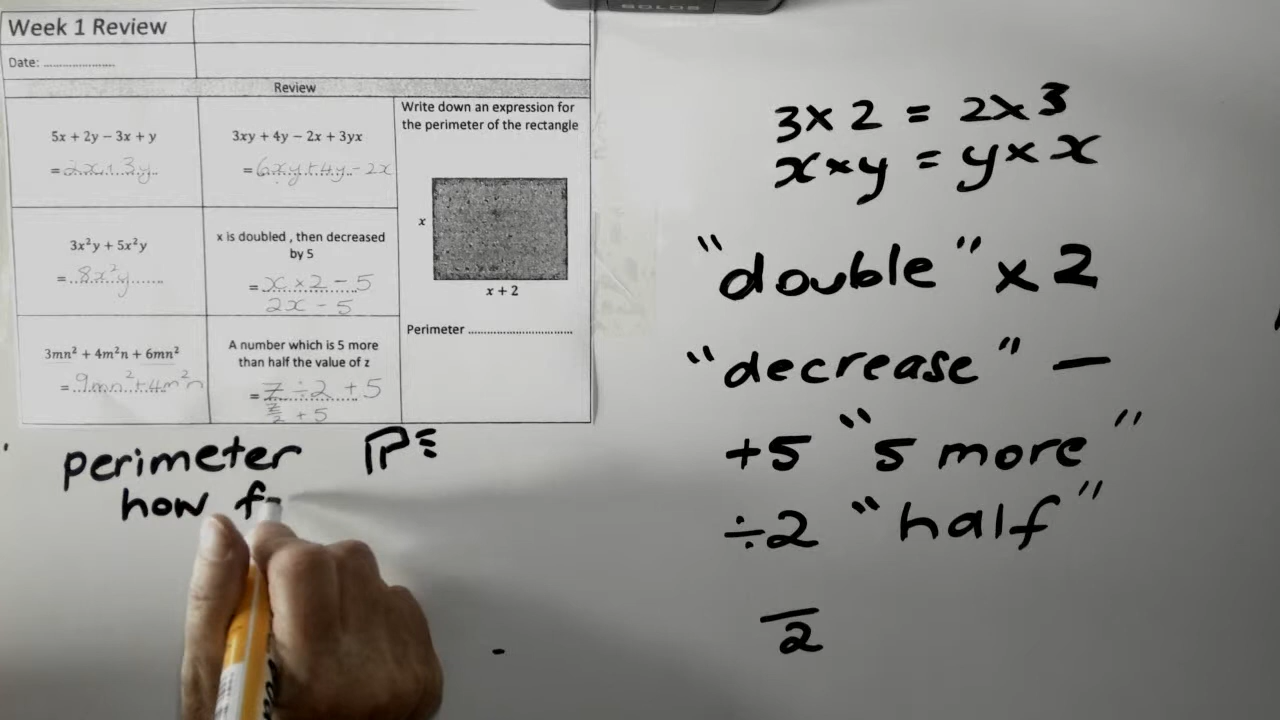 SOLOS
Week 1 Review
Date: ........................
Review
5x + 2y − 3x + y
= 2x + 3y
3xy + 4y − 2x + 3yx
= 6xy + 4y − 2x
Write down an expression for
the perimeter of the rectangle
x
x + 2
Perimeter ................................
3x²y + 5x²y
= 8x²y
x is doubled , then decreased
by 5
= x × 2 − 5
2x − 5
3mn² + 4m²n + 6mn²
= 9mn² + 4m²n
A number which is 5 more
than half the value of z
= z ÷ 2 + 5
z/2 + 5
perimeter
how f
3 × 2 = 2 × 3
x × y = y × x
"double" × 2
"decrease" −
+5 "5 more"
÷2 "half"
2